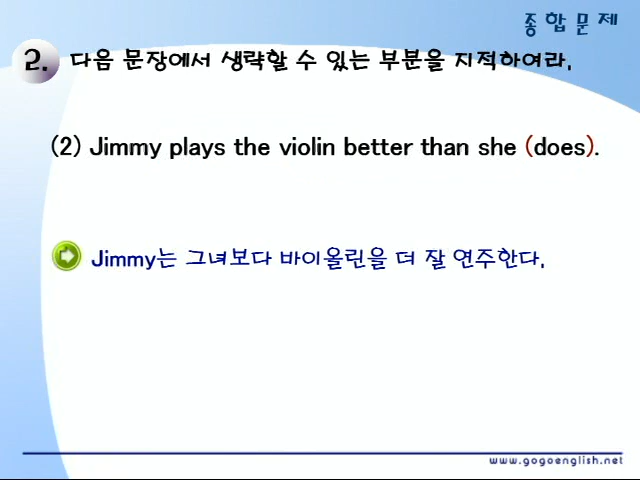 종합문제
2. 다음 문장에서 생략할 수 있는 부분을 지적하여라.
(2) Jimmy plays the violin better than she (does).
Jimmy는 그녀보다 바이올린을 더 잘 연주한다.
www.gogoenglish.net